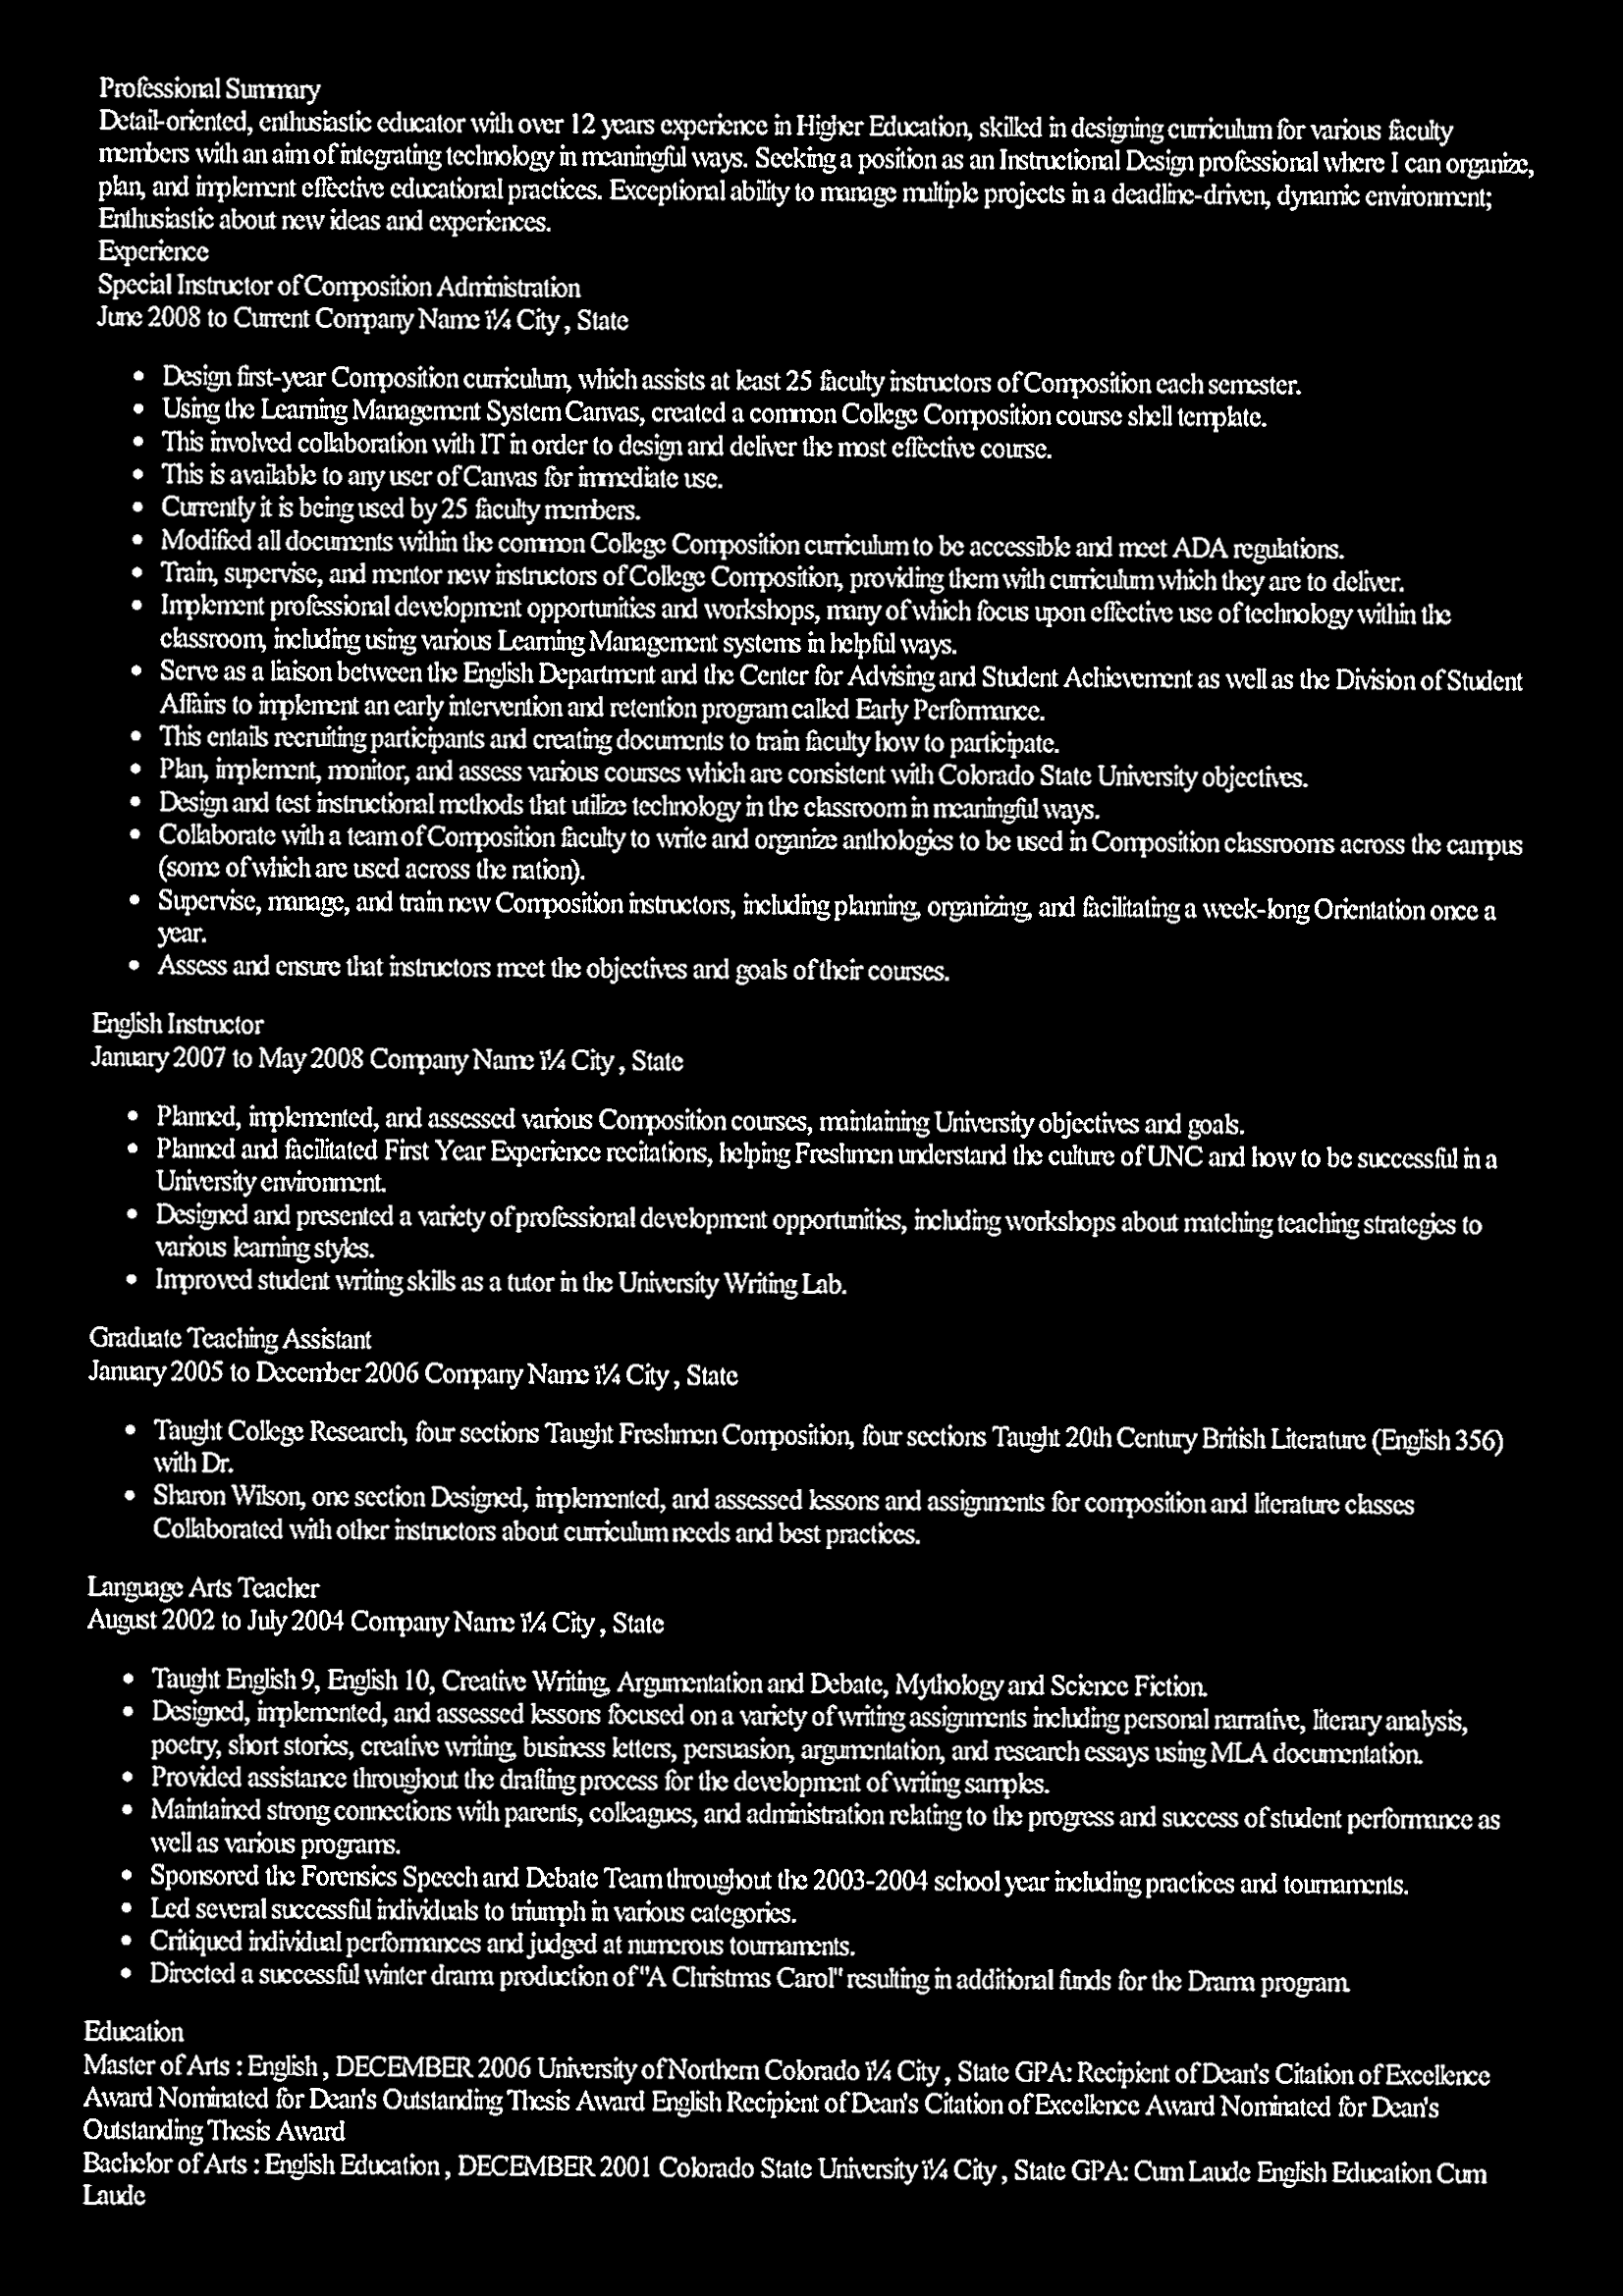 Professional Summary
Detail-oriented, enthusiastic educator with over 12 years experience in Higher Education, skilled in designing curriculum for various faculty
members with an aim of integrating technology in meaningful ways. Seeking a position as an Instructional Design professional where I can organize,
plan, and implement effective educational practices. Exceptional ability to manage multiple projects in a deadline-driven, dynamic environment;
Enthusiastic about new ideas and experiences.
Experience
Special Instructor of Composition Administration
June 2008 to Current Company Name ï¼ City , State
• Design first-year Composition curriculum, which assists at least 25 faculty instructors of Composition each semester.
• Using the Learning Management System Canvas, created a common College Composition course shell template.
• This involved collaboration with IT in order to design and deliver the most effective course.
• This is available to any user of Canvas for immediate use.
• Currently it is being used by 25 faculty members.
• Modified all documents within the common College Composition curriculum to be accessible and meet ADA regulations.
• Train, supervise, and mentor new instructors of College Composition, providing them with curriculum which they are to deliver.
• Implement professional development opportunities and workshops, many of which focus upon effective use of technology within the
classroom, including using various Learning Management systems in helpful ways.
• Serve as a liaison between the English Department and the Center for Advising and Student Achievement as well as the Division of Student
Affairs to implement an early intervention and retention program called Early Performance.
• This entails recruiting participants and creating documents to train faculty how to participate.
• Plan, implement, monitor, and assess various courses which are consistent with Colorado State University objectives.
• Design and test instructional methods that utilize technology in the classroom in meaningful ways.
• Collaborate with a team of Composition faculty to write and organize anthologies to be used in Composition classrooms across the campus
(some of which are used across the nation).
• Supervise, manage, and train new Composition instructors, including planning, organizing, and facilitating a week-long Orientation once a
year.
• Assess and ensure that instructors meet the objectives and goals of their courses.
English Instructor
January 2007 to May 2008 Company Name ï¼ City , State
• Planned, implemented, and assessed various Composition courses, maintaining University objectives and goals.
• Planned and facilitated First Year Experience recitations, helping Freshmen understand the culture of UNC and how to be successful in a
University environment.
• Designed and presented a variety of professional development opportunities, including workshops about matching teaching strategies to
various learning styles.
• Improved student writing skills as a tutor in the University Writing Lab.
Graduate Teaching Assistant
January 2005 to December 2006 Company Name ï¼ City , State
• Taught College Research, four sections Taught Freshmen Composition, four sections Taught 20th Century British Literature (English 356)
with Dr.
• Sharon Wilson, one section Designed, implemented, and assessed lessons and assignments for composition and literature classes
Collaborated with other instructors about curriculum needs and best practices.
Language Arts Teacher
August 2002 to July 2004 Company Name ï¼ City , State
• Taught English 9, English 10, Creative Writing, Argumentation and Debate, Mythology and Science Fiction.
• Designed, implemented, and assessed lessons focused on a variety of writing assignments including personal narrative, literary analysis,
poetry, short stories, creative writing, business letters, persuasion, argumentation, and research essays using MLA documentation.
• Provided assistance throughout the drafting process for the development of writing samples.
• Maintained strong connections with parents, colleagues, and administration relating to the progress and success of student performance as
well as various programs.
• Sponsored the Forensics Speech and Debate Team throughout the 2003-2004 school year including practices and tournaments.
• Led several successful individuals to triumph in various categories.
• Critiqued individual performances and judged at numerous tournaments.
• Directed a successful winter drama production of "A Christmas Carol" resulting in additional funds for the Drama program.
Education
Master of Arts : English , DECEMBER 2006 University of Northern Colorado ï¼ City , State GPA: Recipient of Dean's Citation of Excellence
Award Nominated for Dean's Outstanding Thesis Award English Recipient of Dean's Citation of Excellence Award Nominated for Dean's
Outstanding Thesis Award
Bachelor of Arts : English Education , DECEMBER 2001 Colorado State University ï¼ City , State GPA: Cum Laude English Education Cum
Laude